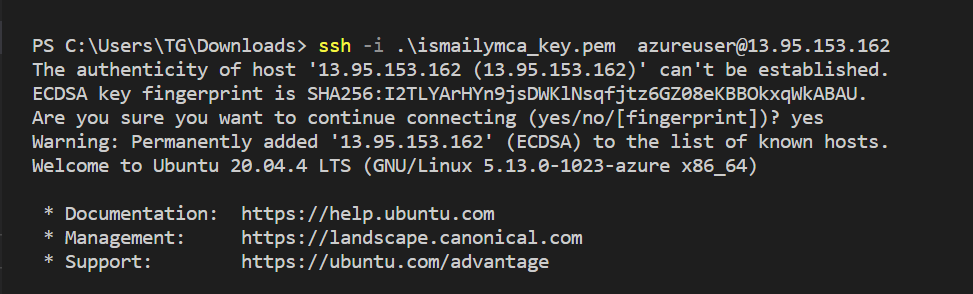 PS C:\Users\TG\Downloads> ssh -i .\ismailymca_key.pem  azureuser@13.95.153.162
The authenticity of host '13.95.153.162 (13.95.153.162)' can't be established.
ECDSA key fingerprint is SHA256:I2TLYArHYn9jsDWKlNsqfjtz6GZ08eKBBOkxqWkABAU.
Are you sure you want to continue connecting (yes/no/[fingerprint])? yes
Warning: Permanently added '13.95.153.162' (ECDSA) to the list of known hosts.
Welcome to Ubuntu 20.04.4 LTS (GNU/Linux 5.13.0-1023-azure x86_64)
* Documentation:  https://help.ubuntu.com
* Management:     https://landscape.canonical.com
* Support:        https://ubuntu.com/advantage